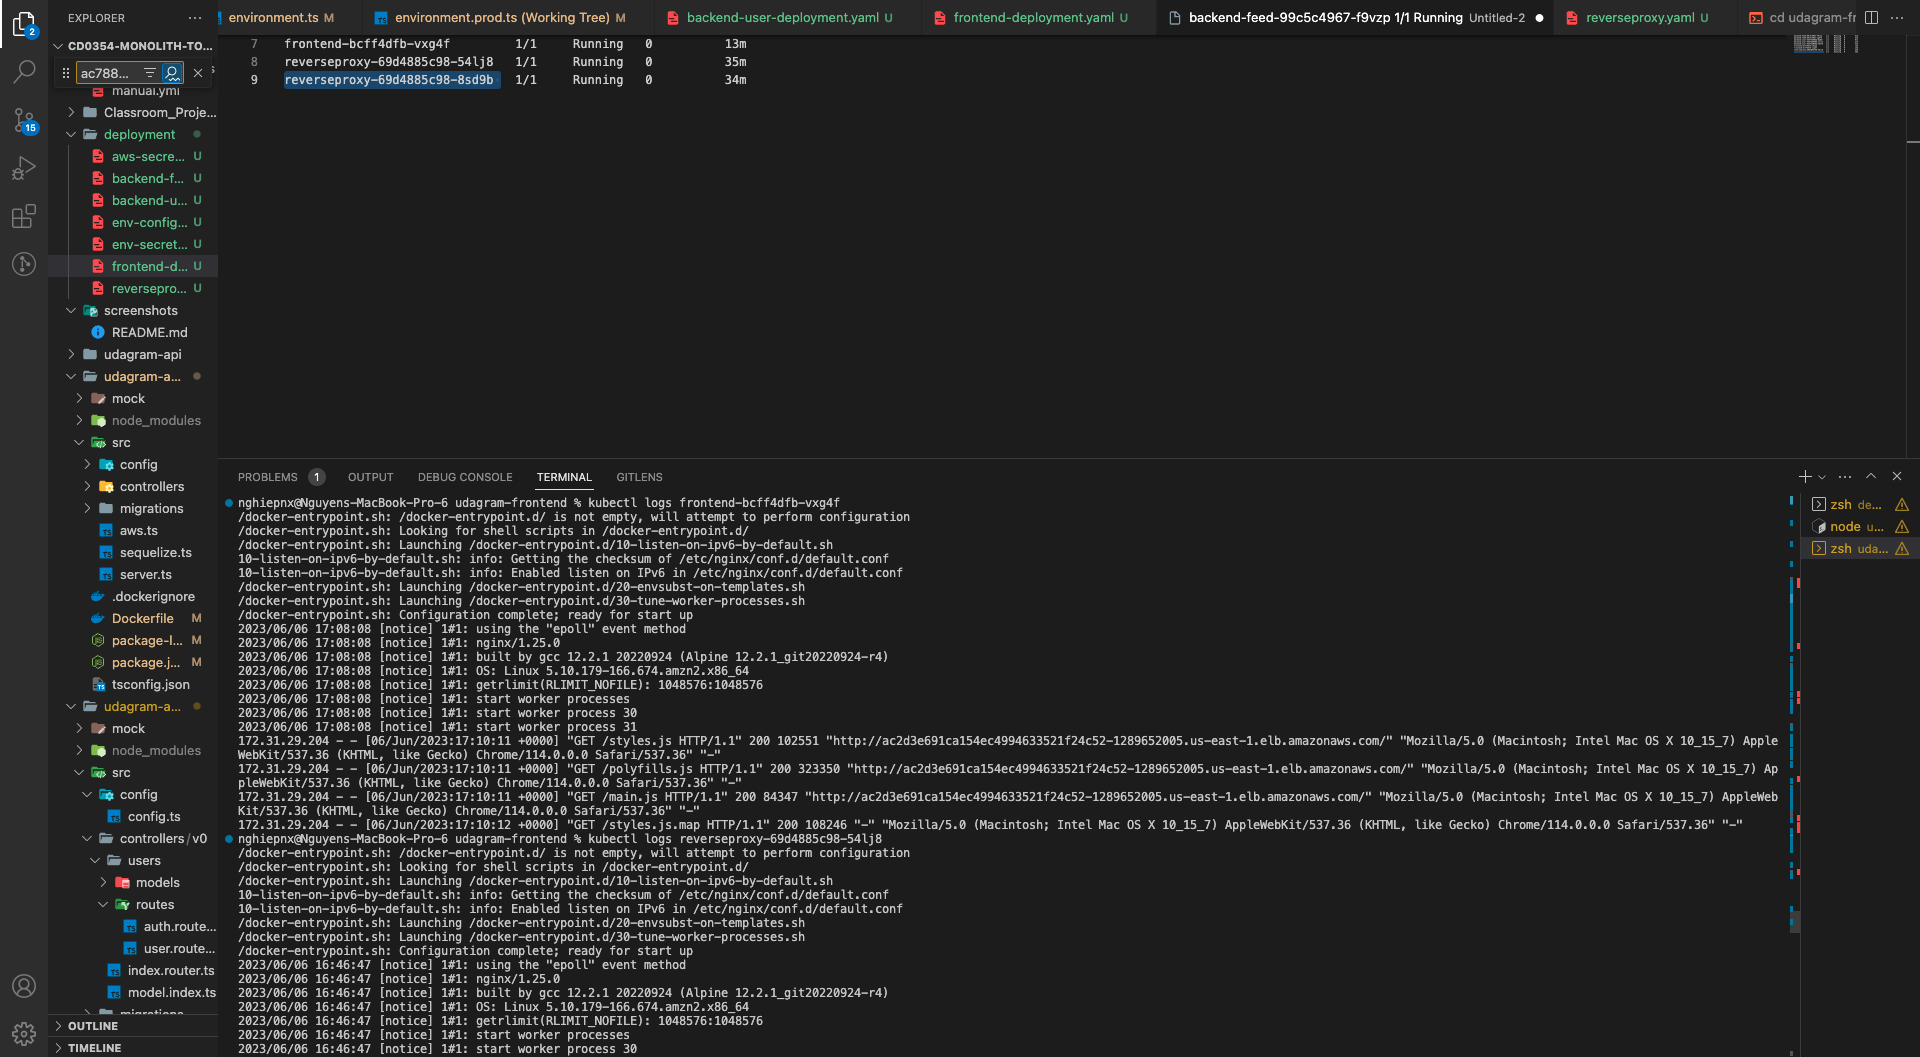 EXPLORER
environment.ts M
environment.prod.ts (Working Tree) M
backend-user-deployment.yaml U
frontend-deployment.yaml U
backend-feed-99c5c4967-f9vzp 1/1 Running Untitled-2
reverseproxy.yaml U
cd udagram-fr
2
CD0354-MONOLITH-TO...
ac788...
manual.yml
Classroom_Proje...
deployment
aws-secre... U
backend-f... U
backend-u... U
env-config... U
env-secret... U
frontend-d... U
reversepro... U
screenshots
README.md
udagram-api
udagram-a...
mock
node_modules
src
config
controllers
migrations
aws.ts
sequelize.ts
server.ts
.dockerignore
Dockerfile M
package-l... M
package.j... M
tsconfig.json
udagram-a...
mock
node_modules
src
config
config.ts
controllers/v0
users
models
routes
auth.route...
user.route...
index.router.ts
model.index.ts
migrations
OUTLINE
TIMELINE
15
7 frontend-bcff4dfb-vxg4f 1/1 Running 0 13m
8 reverseproxy-69d4885c98-54lj8 1/1 Running 0 35m
9 reverseproxy-69d4885c98-8sd9b 1/1 Running 0 34m
PROBLEMS 1 OUTPUT DEBUG CONSOLE TERMINAL GITLENS
nghiepnx@Nguyens-MacBook-Pro-6 udagram-frontend % kubectl logs frontend-bcff4dfb-vxg4f
/docker-entrypoint.sh: /docker-entrypoint.d/ is not empty, will attempt to perform configuration
/docker-entrypoint.sh: Looking for shell scripts in /docker-entrypoint.d/
/docker-entrypoint.sh: Launching /docker-entrypoint.d/10-listen-on-ipv6-by-default.sh
10-listen-on-ipv6-by-default.sh: info: Getting the checksum of /etc/nginx/conf.d/default.conf
10-listen-on-ipv6-by-default.sh: info: Enabled listen on IPv6 in /etc/nginx/conf.d/default.conf
/docker-entrypoint.sh: Launching /docker-entrypoint.d/20-envsubst-on-templates.sh
/docker-entrypoint.sh: Launching /docker-entrypoint.d/30-tune-worker-processes.sh
/docker-entrypoint.sh: Configuration complete; ready for start up
2023/06/06 17:08:08 [notice] 1#1: using the "epoll" event method
2023/06/06 17:08:08 [notice] 1#1: nginx/1.25.0
2023/06/06 17:08:08 [notice] 1#1: built by gcc 12.2.1 20220924 (Alpine 12.2.1_git20220924-r4)
2023/06/06 17:08:08 [notice] 1#1: OS: Linux 5.10.179-166.674.amzn2.x86_64
2023/06/06 17:08:08 [notice] 1#1: getrlimit(RLIMIT_NOFILE): 1048576:1048576
2023/06/06 17:08:08 [notice] 1#1: start worker processes
2023/06/06 17:08:08 [notice] 1#1: start worker process 30
2023/06/06 17:08:08 [notice] 1#1: start worker process 31
172.31.29.204 - - [06/Jun/2023:17:10:11 +0000] "GET /styles.js HTTP/1.1" 200 102551 "http://ac2d3e691ca154ec4994633521f24c52-1289652005.us-east-1.elb.amazonaws.com/" "Mozilla/5.0 (Macintosh; Intel Mac OS X 10_15_7) Apple
WebKit/537.36 (KHTML, like Gecko) Chrome/114.0.0.0 Safari/537.36" "-"
172.31.29.204 - - [06/Jun/2023:17:10:11 +0000] "GET /polyfills.js HTTP/1.1" 200 323350 "http://ac2d3e691ca154ec4994633521f24c52-1289652005.us-east-1.elb.amazonaws.com/" "Mozilla/5.0 (Macintosh; Intel Mac OS X 10_15_7) Ap
pleWebKit/537.36 (KHTML, like Gecko) Chrome/114.0.0.0 Safari/537.36" "-"
172.31.29.204 - - [06/Jun/2023:17:10:11 +0000] "GET /main.js HTTP/1.1" 200 84347 "http://ac2d3e691ca154ec4994633521f24c52-1289652005.us-east-1.elb.amazonaws.com/" "Mozilla/5.0 (Macintosh; Intel Mac OS X 10_15_7) AppleWeb
Kit/537.36 (KHTML, like Gecko) Chrome/114.0.0.0 Safari/537.36" "-"
172.31.29.204 - - [06/Jun/2023:17:10:12 +0000] "GET /styles.js.map HTTP/1.1" 200 108246 "-" "Mozilla/5.0 (Macintosh; Intel Mac OS X 10_15_7) AppleWebKit/537.36 (KHTML, like Gecko) Chrome/114.0.0.0 Safari/537.36" "-"
nghiepnx@Nguyens-MacBook-Pro-6 udagram-frontend % kubectl logs reverseproxy-69d4885c98-54lj8
/docker-entrypoint.sh: /docker-entrypoint.d/ is not empty, will attempt to perform configuration
/docker-entrypoint.sh: Looking for shell scripts in /docker-entrypoint.d/
/docker-entrypoint.sh: Launching /docker-entrypoint.d/10-listen-on-ipv6-by-default.sh
10-listen-on-ipv6-by-default.sh: info: Getting the checksum of /etc/nginx/conf.d/default.conf
10-listen-on-ipv6-by-default.sh: info: Enabled listen on IPv6 in /etc/nginx/conf.d/default.conf
/docker-entrypoint.sh: Launching /docker-entrypoint.d/20-envsubst-on-templates.sh
/docker-entrypoint.sh: Launching /docker-entrypoint.d/30-tune-worker-processes.sh
/docker-entrypoint.sh: Configuration complete; ready for start up
2023/06/06 16:46:47 [notice] 1#1: using the "epoll" event method
2023/06/06 16:46:47 [notice] 1#1: nginx/1.25.0
2023/06/06 16:46:47 [notice] 1#1: built by gcc 12.2.1 20220924 (Alpine 12.2.1_git20220924-r4)
2023/06/06 16:46:47 [notice] 1#1: OS: Linux 5.10.179-166.674.amzn2.x86_64
2023/06/06 16:46:47 [notice] 1#1: getrlimit(RLIMIT_NOFILE): 1048576:1048576
2023/06/06 16:46:47 [notice] 1#1: start worker processes
2023/06/06 16:46:47 [notice] 1#1: start worker process 30
zsh de...
node u...
zsh uda...